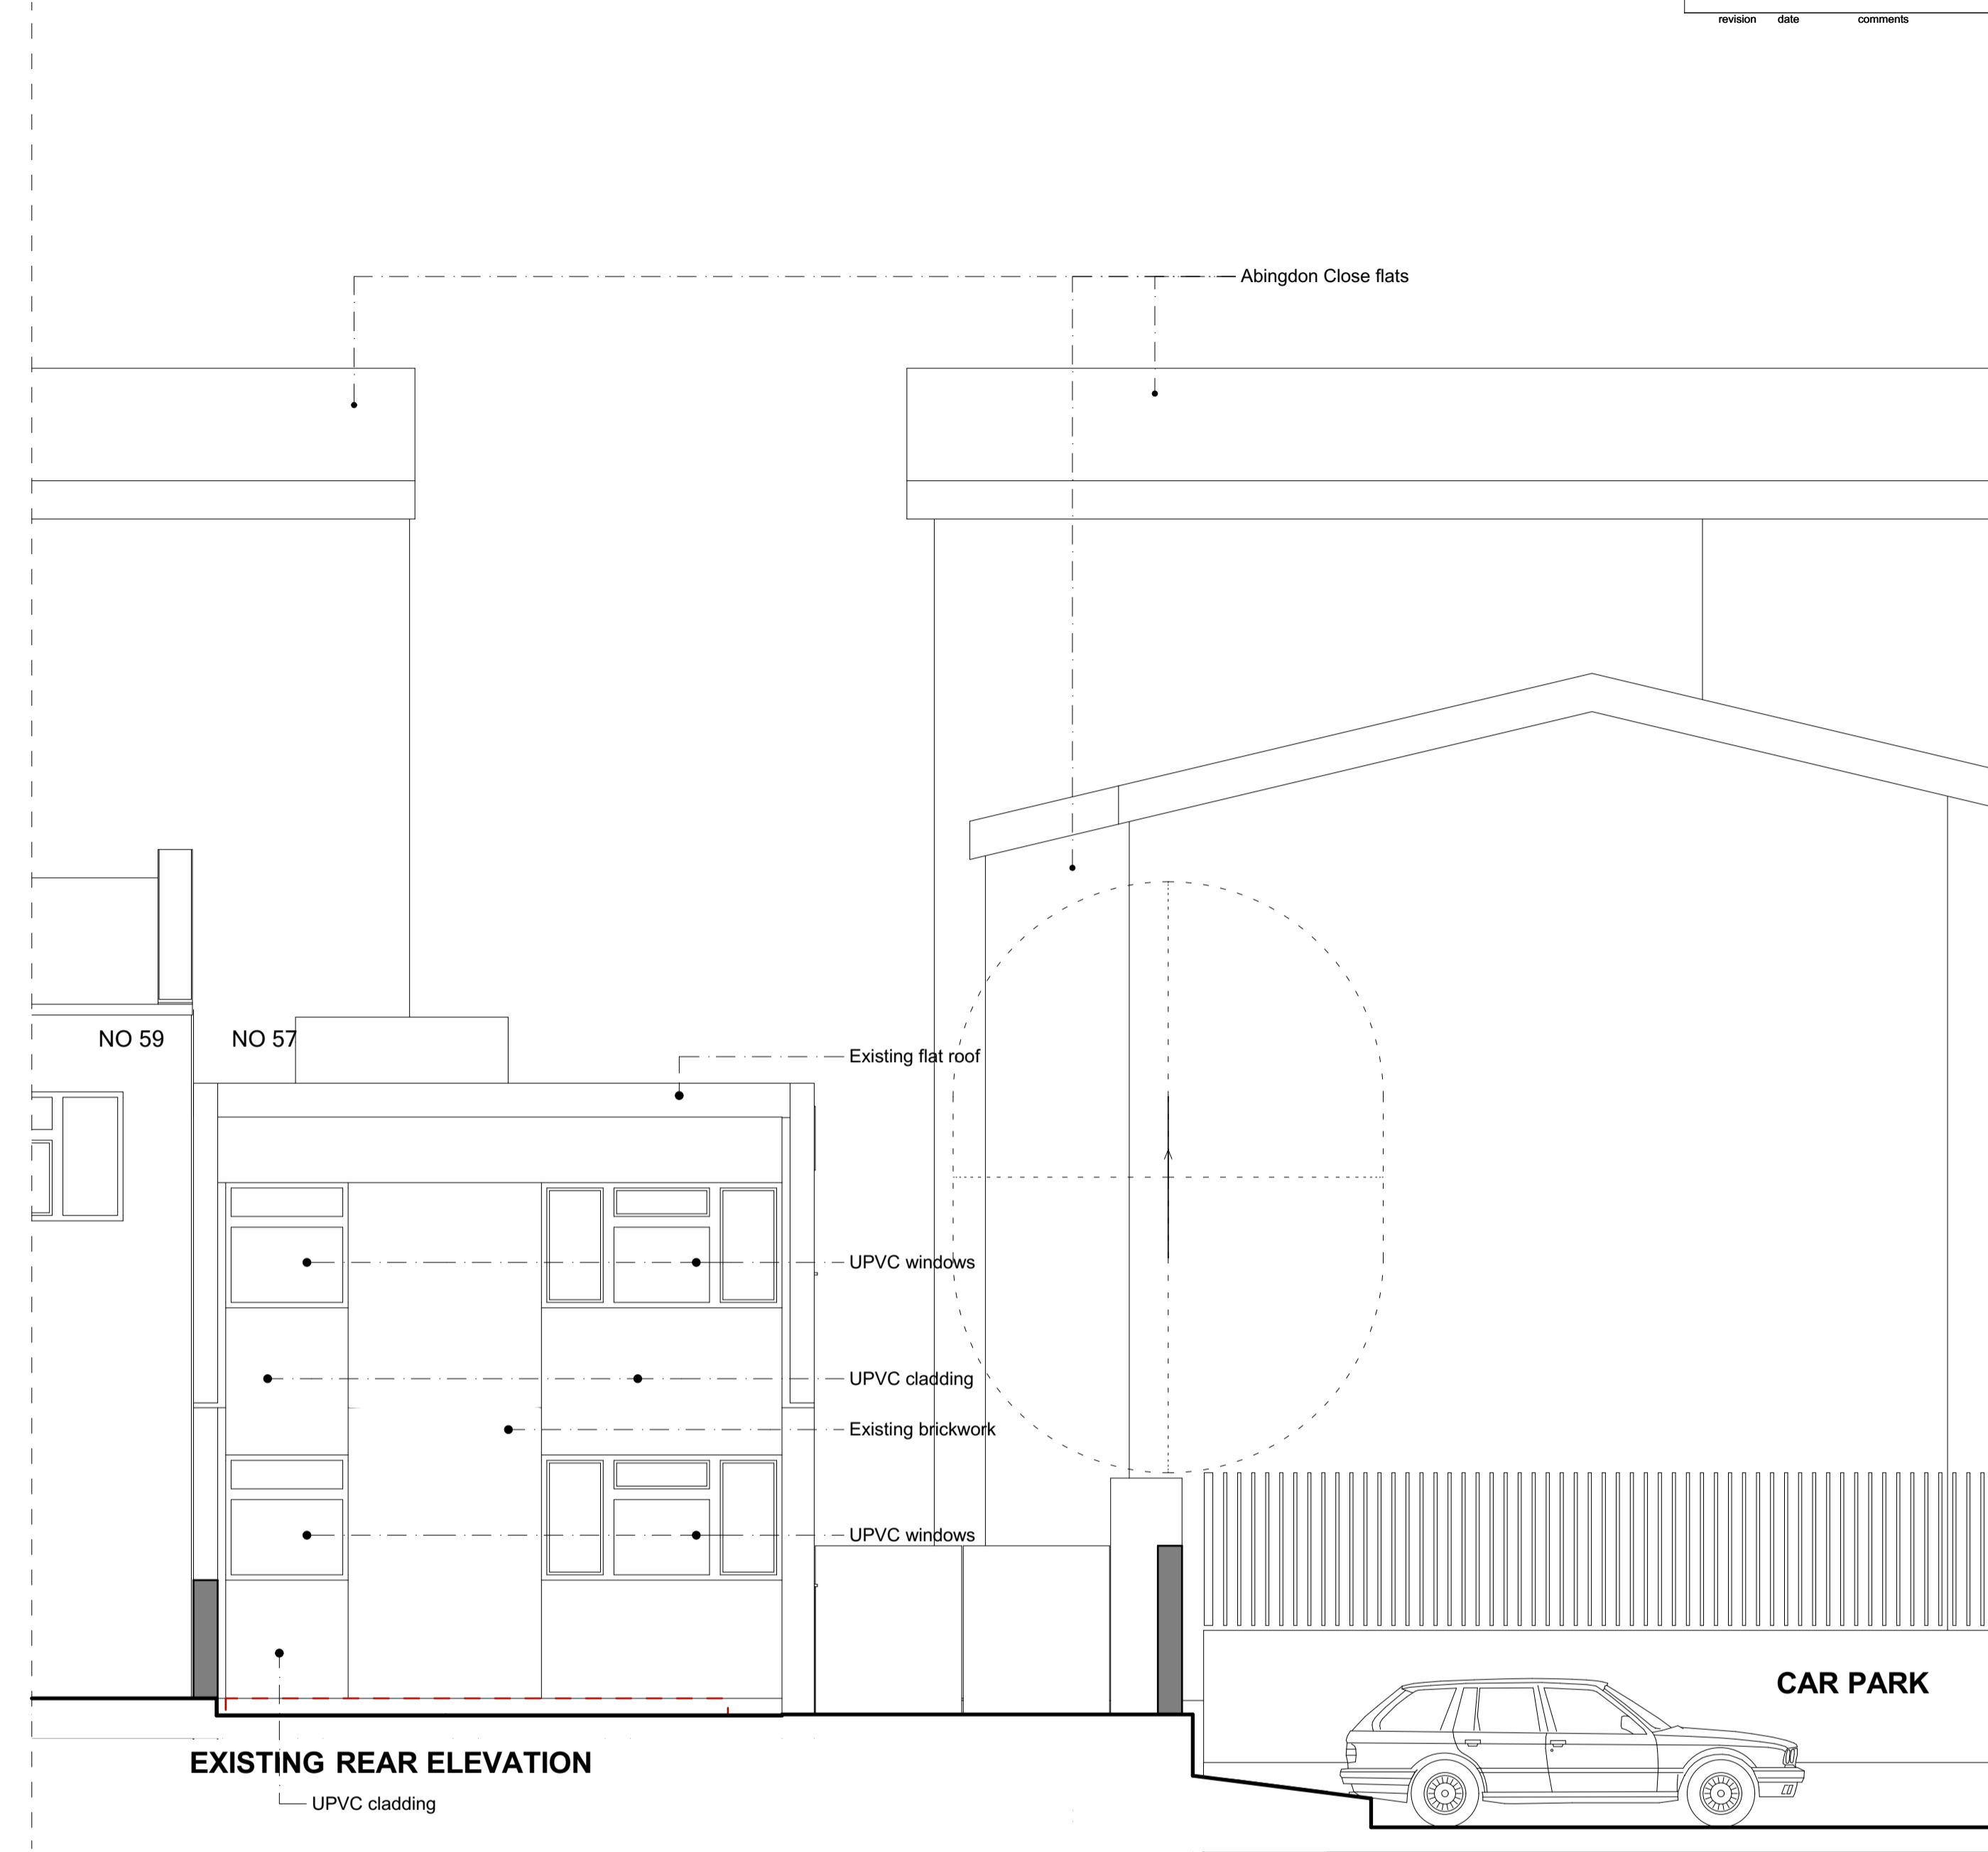 revision date comments
Abingdon Close flats
NO 59 NO 57
Existing flat roof
UPVC windows
UPVC cladding
Existing brickwork
UPVC windows
CAR PARK
EXISTING REAR ELEVATION
UPVC cladding